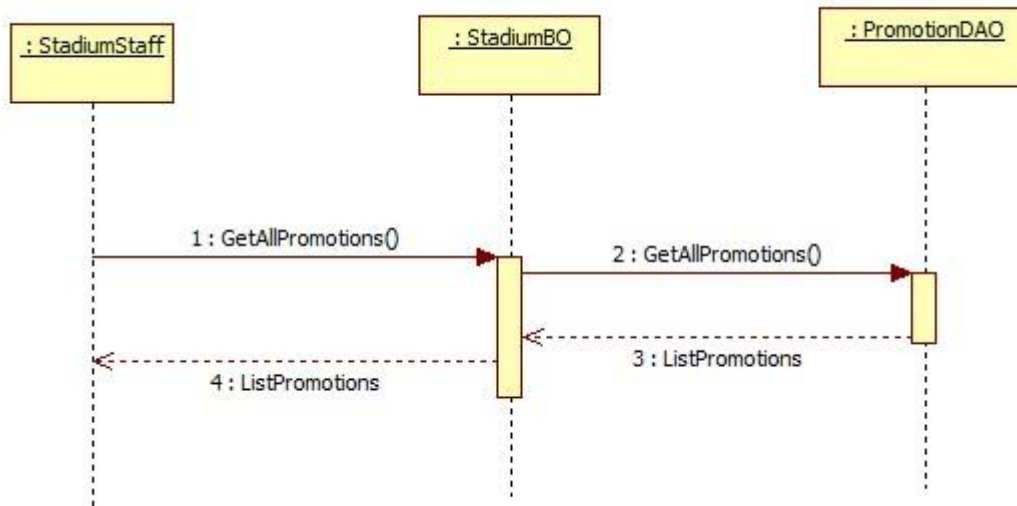 : StadiumStaff
: StadiumBO
: PromotionDAO
1 : GetAllPromotions()
2 : GetAllPromotions()
3 : ListPromotions
4 : ListPromotions